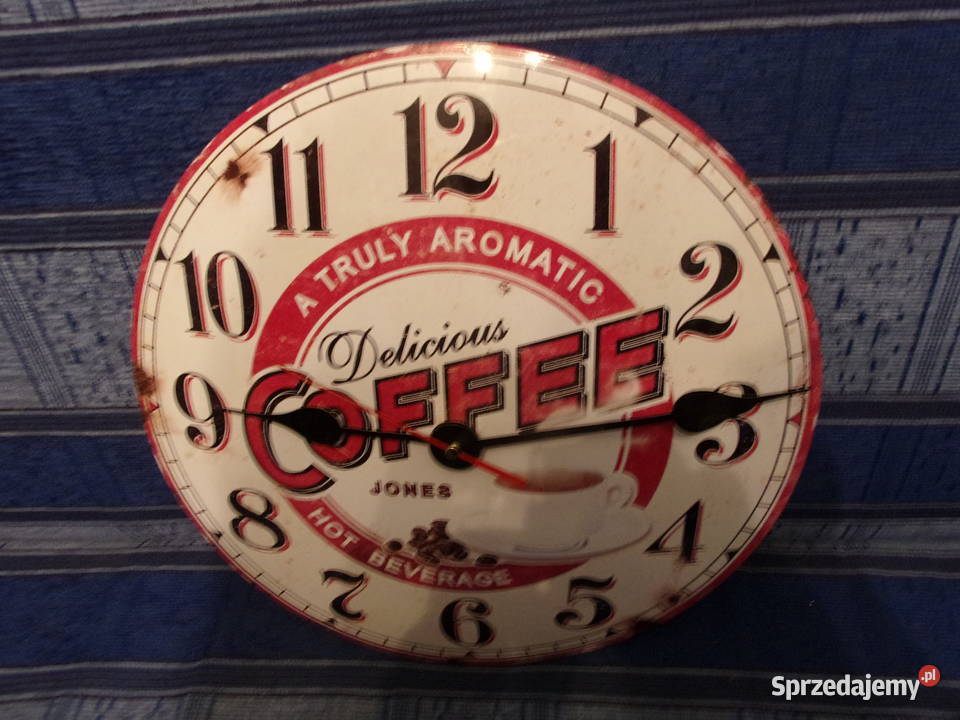 12
11
1
10
2
A TRULY AROMATIC
Delicious
COFFEE
9
3
JONES
8
4
HOT BEVERAGE
7
5
6
Sprzedajemy.pl